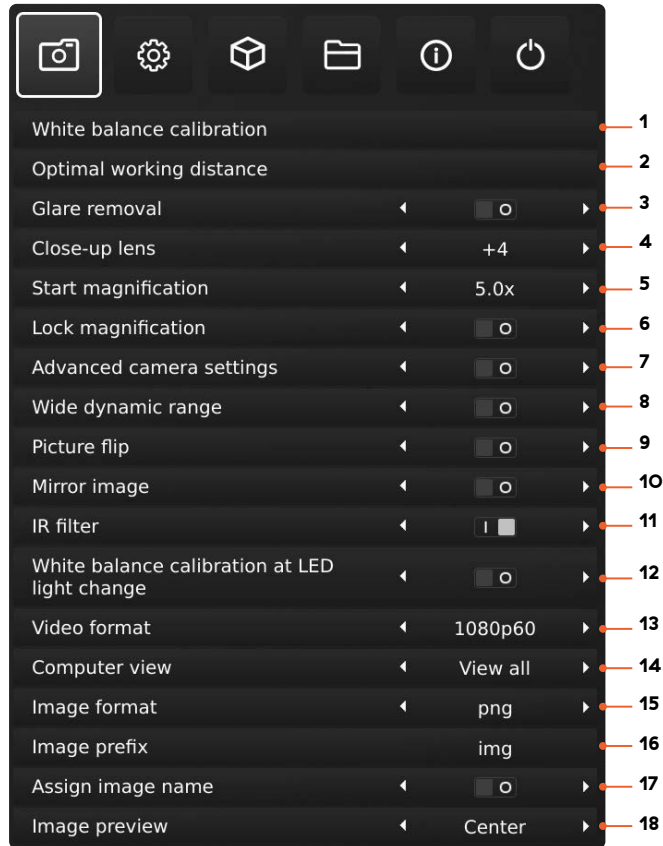 White balance calibration 1
Optimal working distance 2
Glare removal O 3
Close-up lens +4 4
Start magnification 5.0x 5
Lock magnification O 6
Advanced camera settings O 7
Wide dynamic range O 8
Picture flip O 9
Mirror image O 10
IR filter I 11
White balance calibration at LED
light change O 12
Video format 1080p60 13
Computer view View all 14
Image format png 15
Image prefix img 16
Assign image name O 17
Image preview Center 18